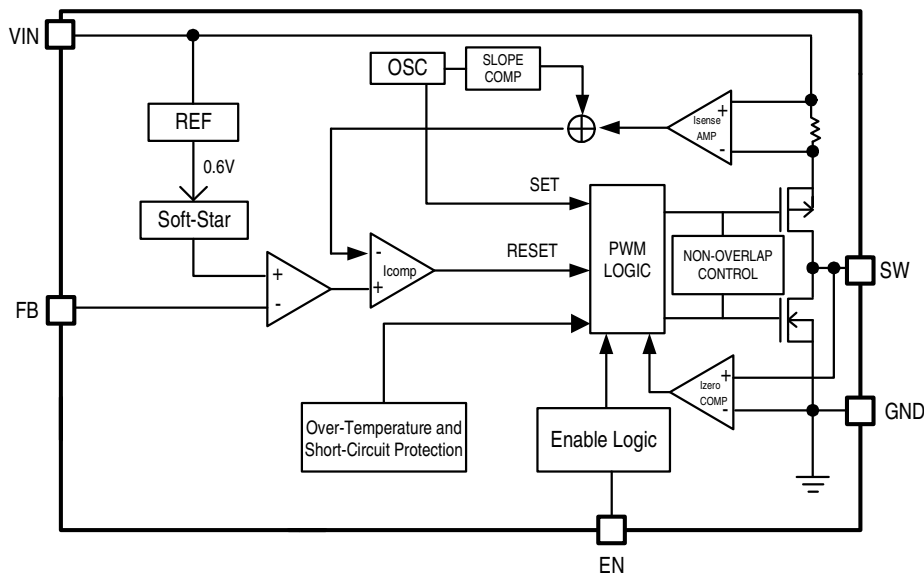 VIN
OSC
SLOPE
COMP
REF
+
Isense
AMP
-
0.6V
SET
Soft-Star
PWM
LOGIC
-
Icomp
+
RESET
NON-OVERLAP
CONTROL
SW
+
-
FB
+
Izero
COMP
-
GND
Over-Temperature and
Short-Circuit Protection
Enable Logic
EN